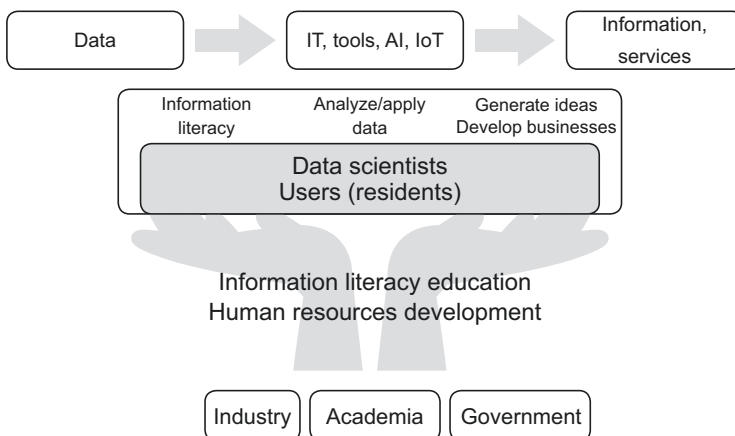 Data
IT, tools, AI, IoT
Information,
services
Information
literacy
Analyze/apply
data
Generate ideas
Develop businesses
Data scientists
Users (residents)
Information literacy education
Human resources development
Industry
Academia
Government